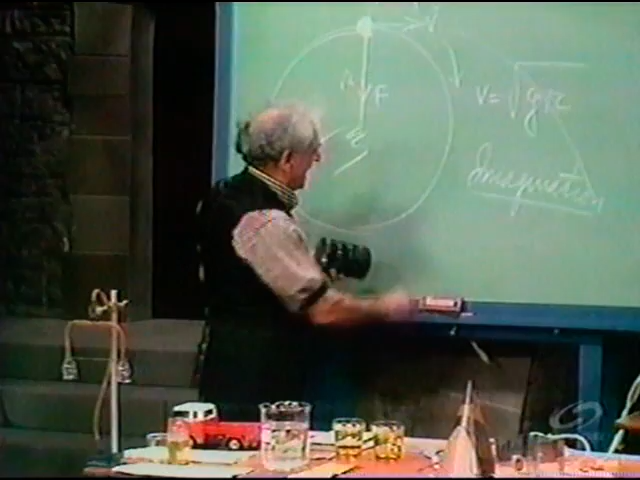 V
F
V = √gr
Imagination